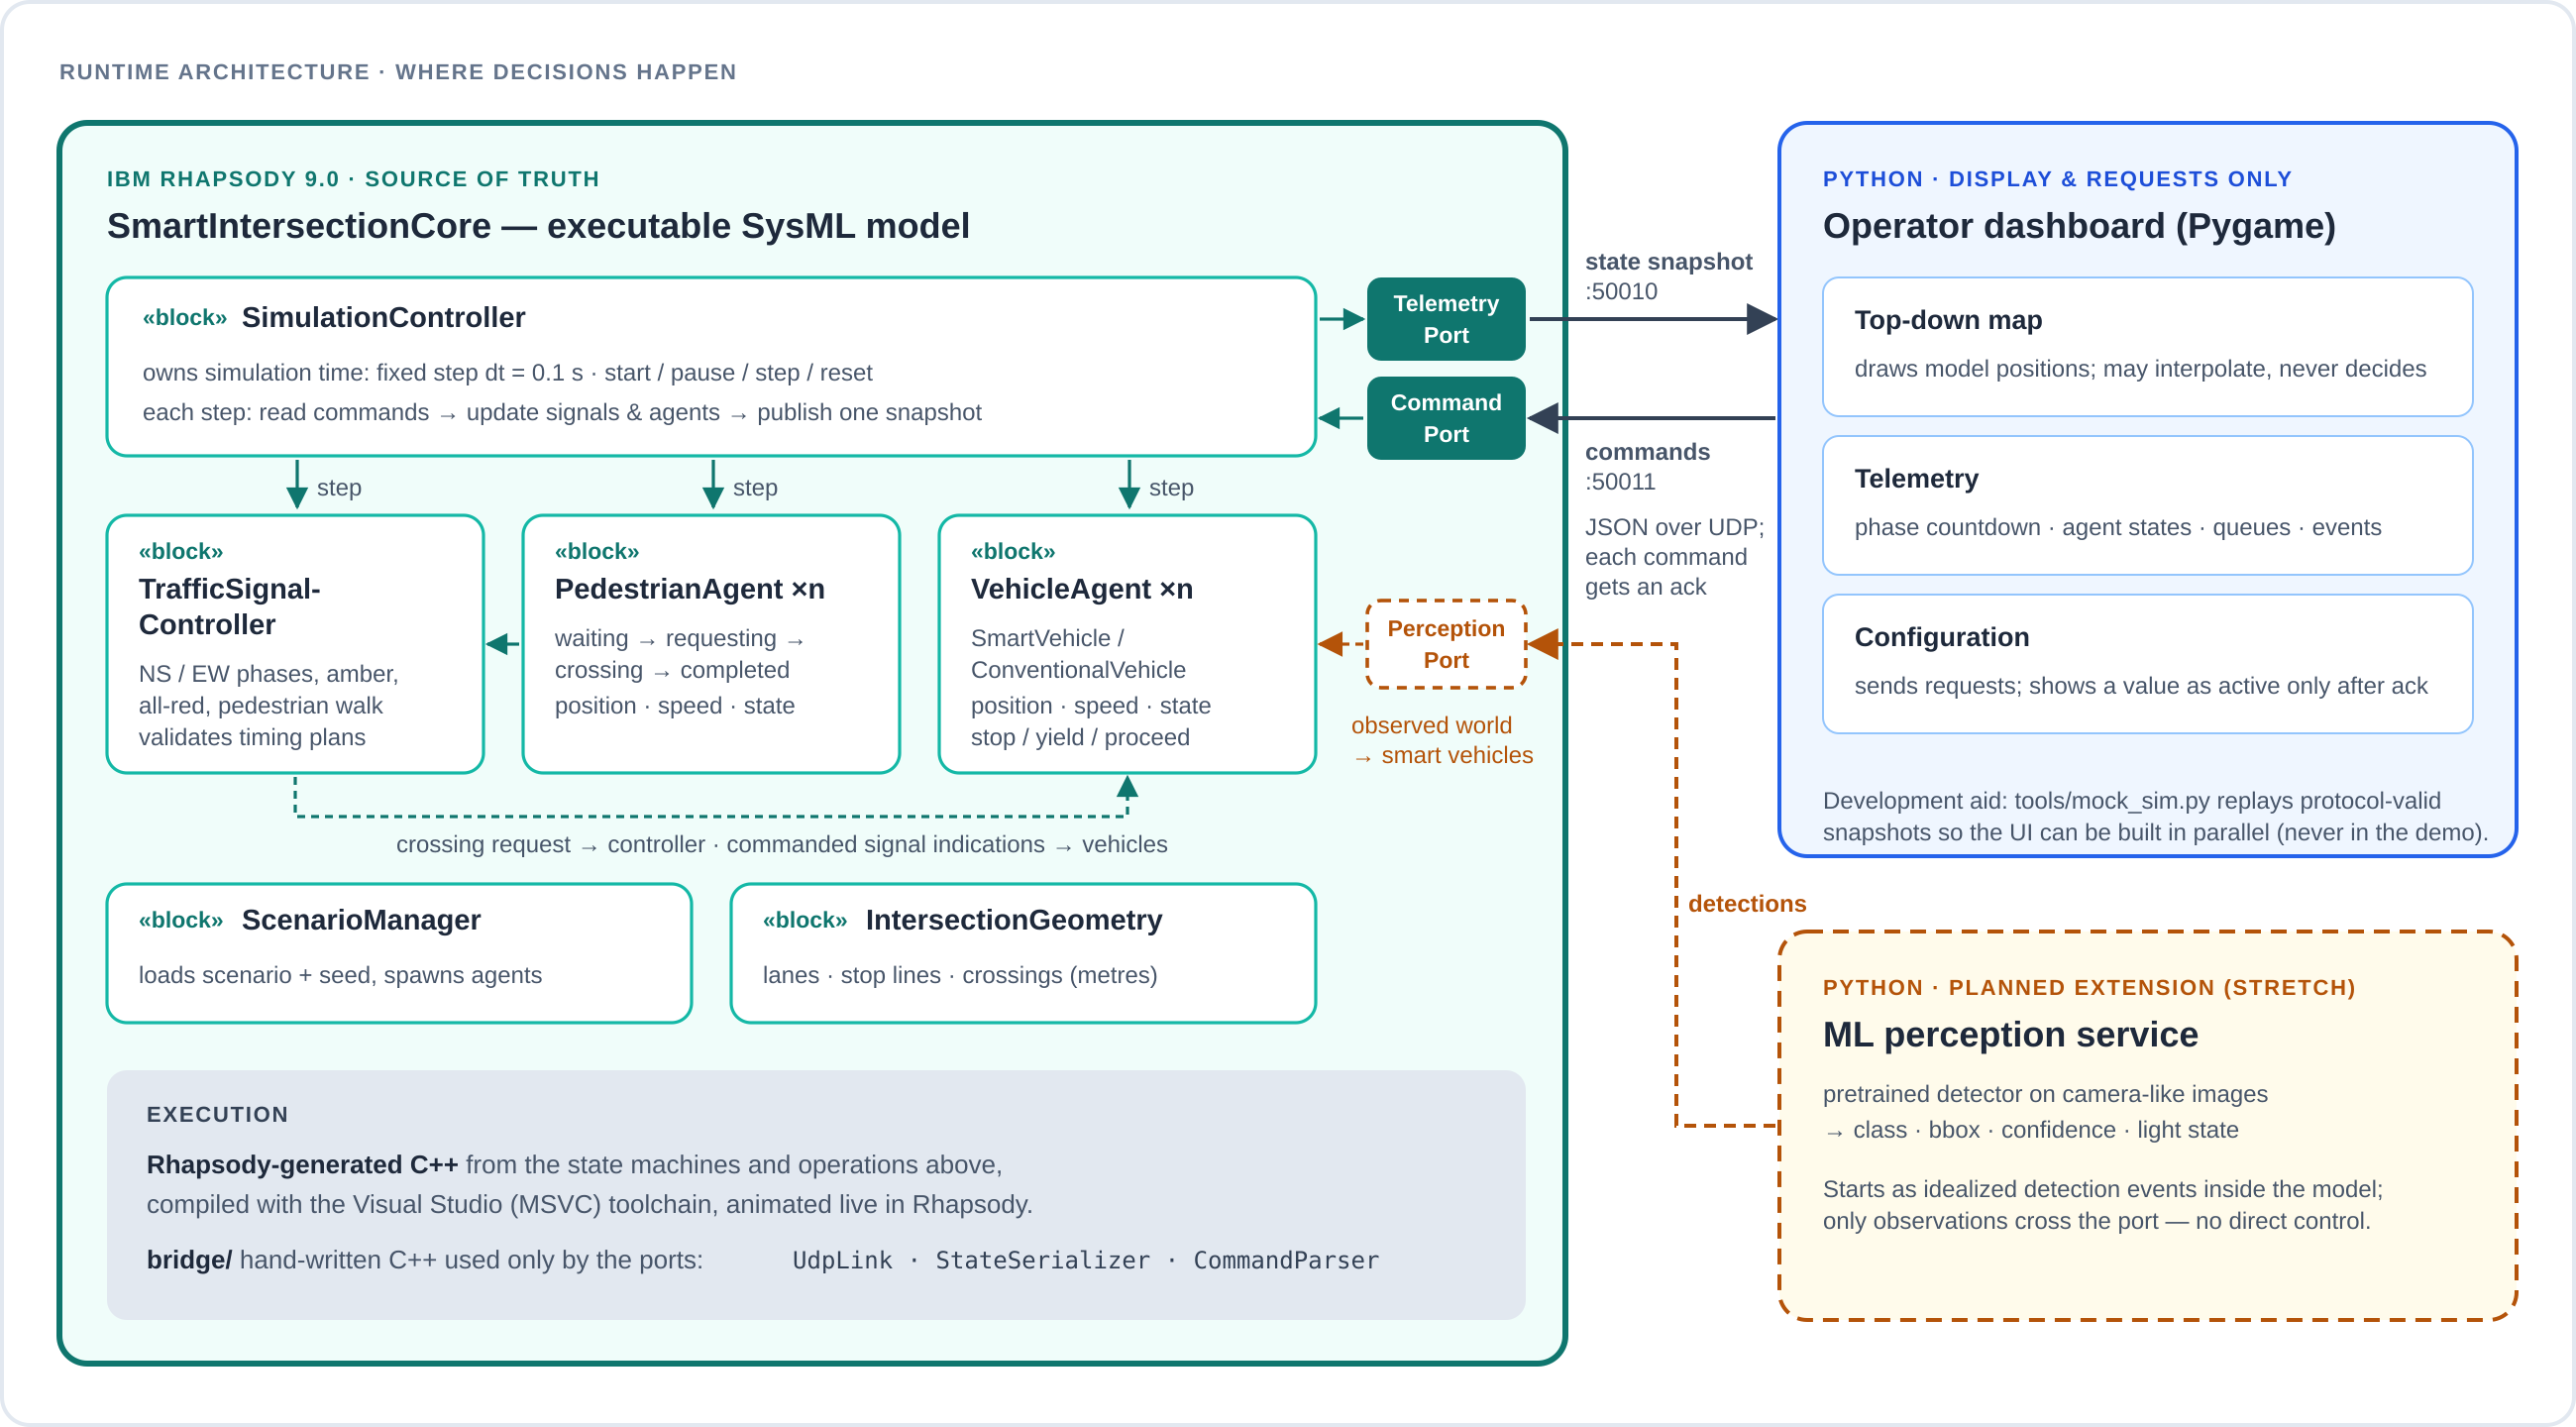 RUNTIME ARCHITECTURE · WHERE DECISIONS HAPPEN
IBM RHAPSODY 9.0 · SOURCE OF TRUTH
SmartIntersectionCore — executable SysML model
«block» SimulationController
owns simulation time: fixed step dt = 0.1 s · start / pause / step / reset
each step: read commands → update signals & agents → publish one snapshot
Telemetry
Port
Command
Port
step
step
step
«block»
TrafficSignal-
Controller
NS / EW phases, amber,
all-red, pedestrian walk
validates timing plans
«block»
PedestrianAgent ×n
waiting → requesting →
crossing → completed
position · speed · state
«block»
VehicleAgent ×n
SmartVehicle /
ConventionalVehicle
position · speed · state
stop / yield / proceed
Perception
Port
observed world
→ smart vehicles
crossing request → controller · commanded signal indications → vehicles
«block» ScenarioManager
loads scenario + seed, spawns agents
«block» IntersectionGeometry
lanes · stop lines · crossings (metres)
EXECUTION
Rhapsody-generated C++ from the state machines and operations above,
compiled with the Visual Studio (MSVC) toolchain, animated live in Rhapsody.
bridge/ hand-written C++ used only by the ports: UdpLink · StateSerializer · CommandParser
state snapshot
:50010
commands
:50011
JSON over UDP;
each command
gets an ack
detections
PYTHON · DISPLAY & REQUESTS ONLY
Operator dashboard (Pygame)
Top-down map
draws model positions; may interpolate, never decides
Telemetry
phase countdown · agent states · queues · events
Configuration
sends requests; shows a value as active only after ack
Development aid: tools/mock_sim.py replays protocol-valid
snapshots so the UI can be built in parallel (never in the demo).
PYTHON · PLANNED EXTENSION (STRETCH)
ML perception service
pretrained detector on camera-like images
→ class · bbox · confidence · light state
Starts as idealized detection events inside the model;
only observations cross the port — no direct control.